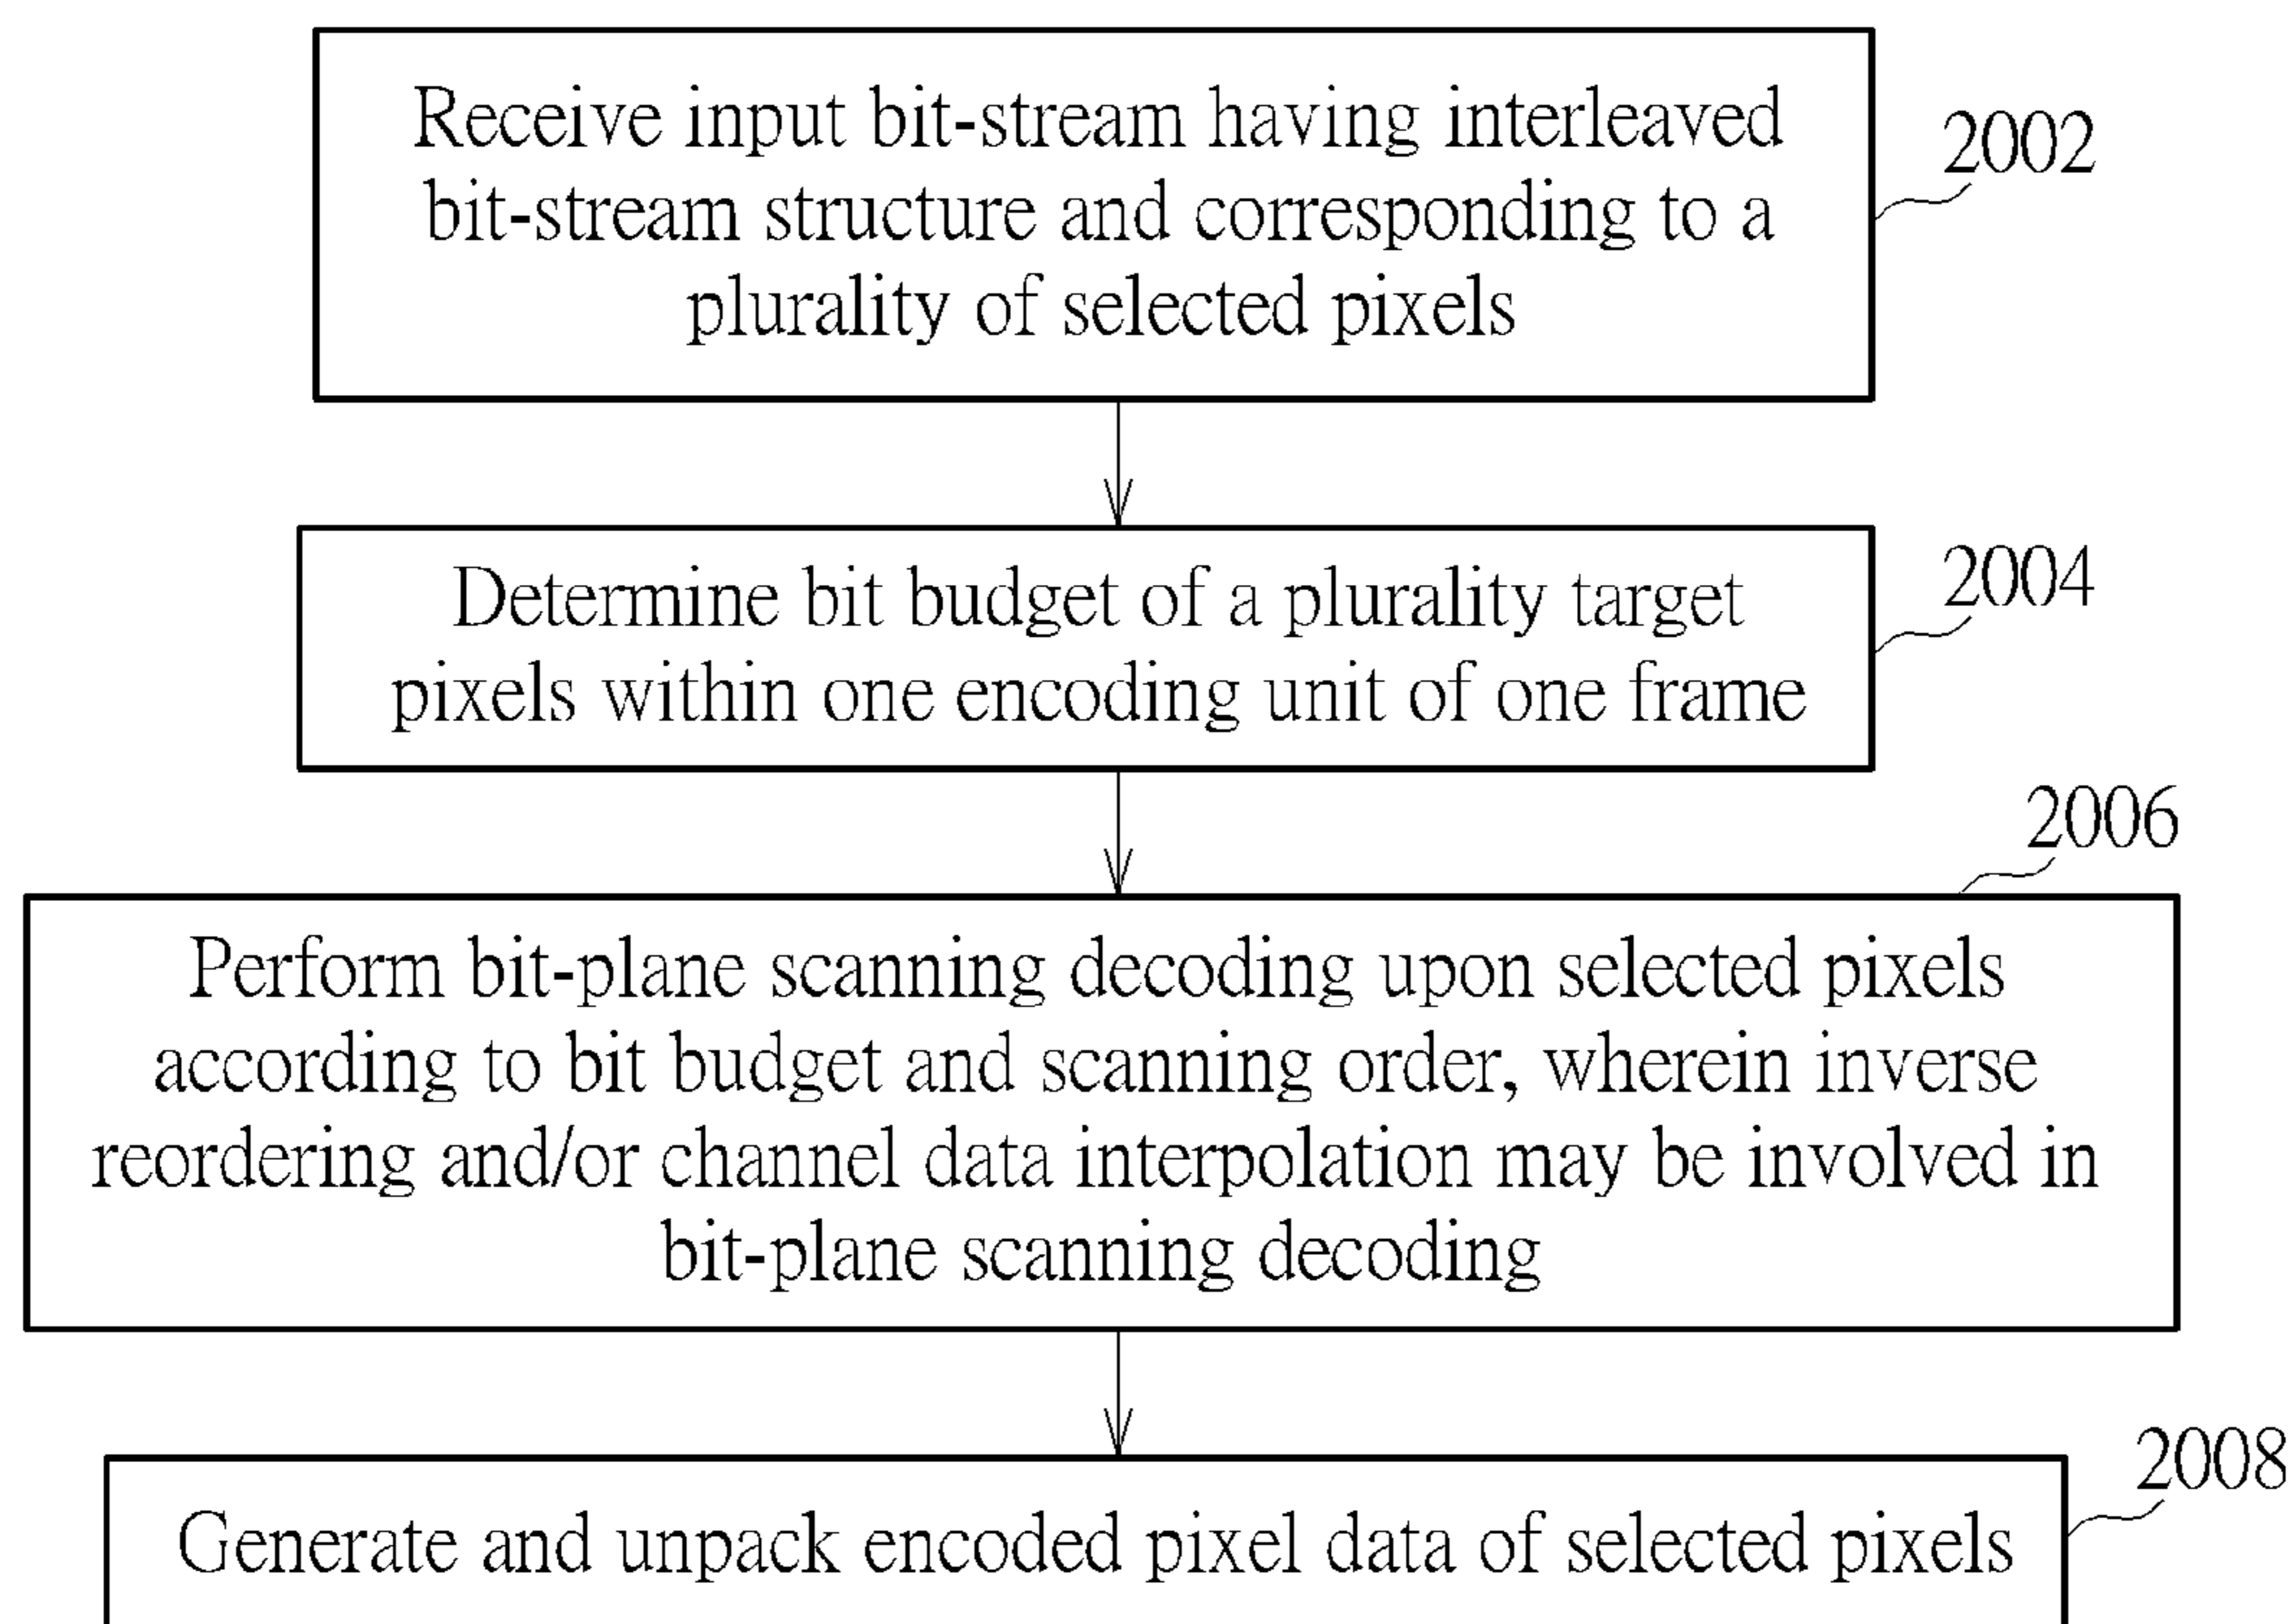 Receive input bit-stream having interleaved
bit-stream structure and corresponding to a
plurality of selected pixels
2002
Determine bit budget of a plurality target
pixels within one encoding unit of one frame
2004
2006
Perform bit-plane scanning decoding upon selected pixels
according to bit budget and scanning order, wherein inverse
reordering and/or channel data interpolation may be involved in
bit-plane scanning decoding
2008
Generate and unpack encoded pixel data of selected pixels